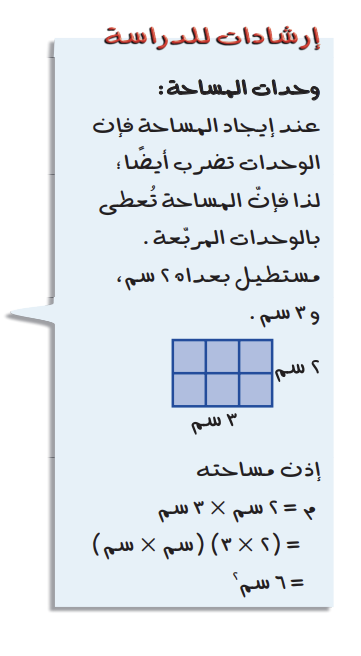 إرشادات للدراسة
وحدات المساحة:
عند إيجاد المساحة فإن
الوحدات تضرب أيضًا؛
لذا فإنّ المساحة تُعطى
بالوحدات المربّعة.
مستطيل بعداه ٢ سم،
و ٣ سم.
٢ سم
٣ سم
إذن مساحته
م = ٢ سم × ٣ سم
= (٢ × ٣) (سم × سم)
= ٦ سم٢